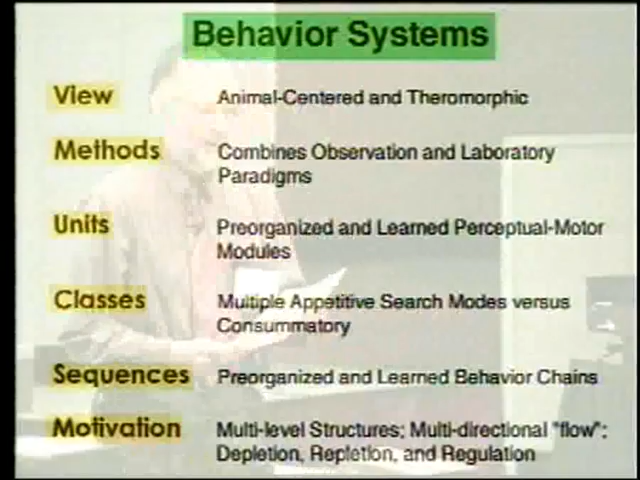 Behavior Systems
View Animal-Centered and Theromorphic
Methods Combines Observation and Laboratory
Paradigms
Units Preorganized and Learned Perceptual-Motor
Modules
Classes Multiple Appetitive Search Modes versus
Consummatory
Sequences Preorganized and Learned Behavior Chains
Motivation Multi-level Structures; Multi-directional "flow";
Depletion, Repletion, and Regulation